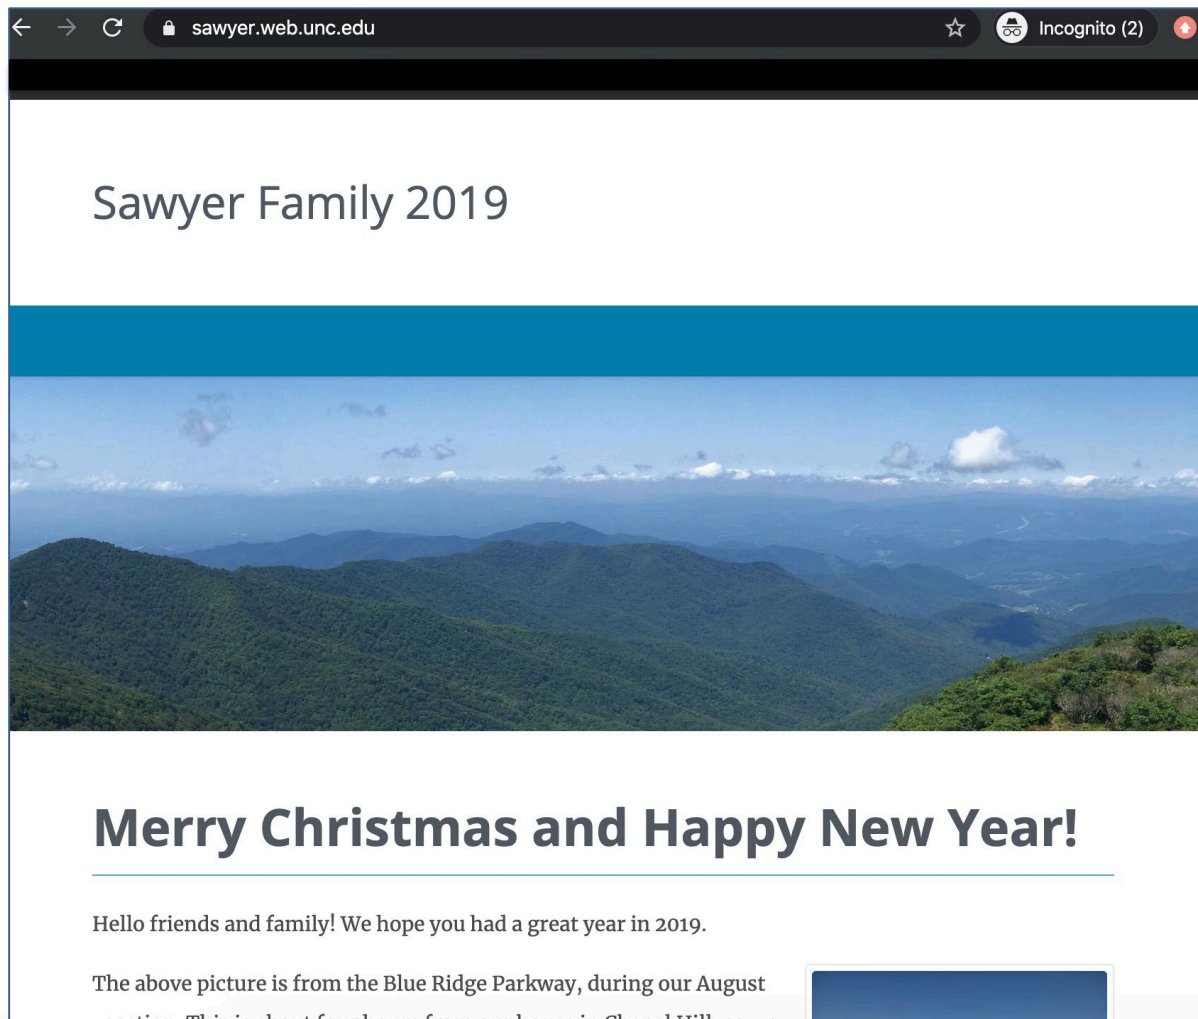 sawyer.web.unc.edu
Incognito (2)
Sawyer Family 2019
Merry Christmas and Happy New Year!
Hello friends and family! We hope you had a great year in 2019.
The above picture is from the Blue Ridge Parkway, during our August